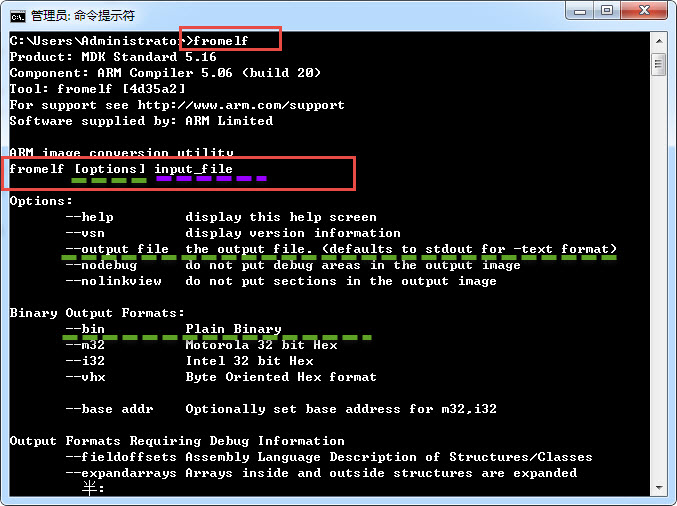 管理员: 命令提示符
C:\Users\Administrator>fromelf
Product: MDK Standard 5.16
Component: ARM Compiler 5.06 (build 20)
Tool: fromelf [4d35a2]
For support see http://www.arm.com/support
Software supplied by: ARM Limited
ARM image conversion utility
fromelf [options] input_file
Options:
--help display this help screen
--vsn display version information
--output file the output file. (defaults to stdout for -text format)
--nodebug do not put debug areas in the output image
--nolinkview do not put sections in the output image
Binary Output Formats:
--bin Plain Binary
--m32 Motorola 32 bit Hex
--i32 Intel 32 bit Hex
--vhx Byte Oriented Hex format
--base addr Optionally set base address for m32,i32
Output Formats Requiring Debug Information
--fieldoffsets Assembly Language Description of Structures/Classes
--expandarrays Arrays inside and outside structures are expanded
半: